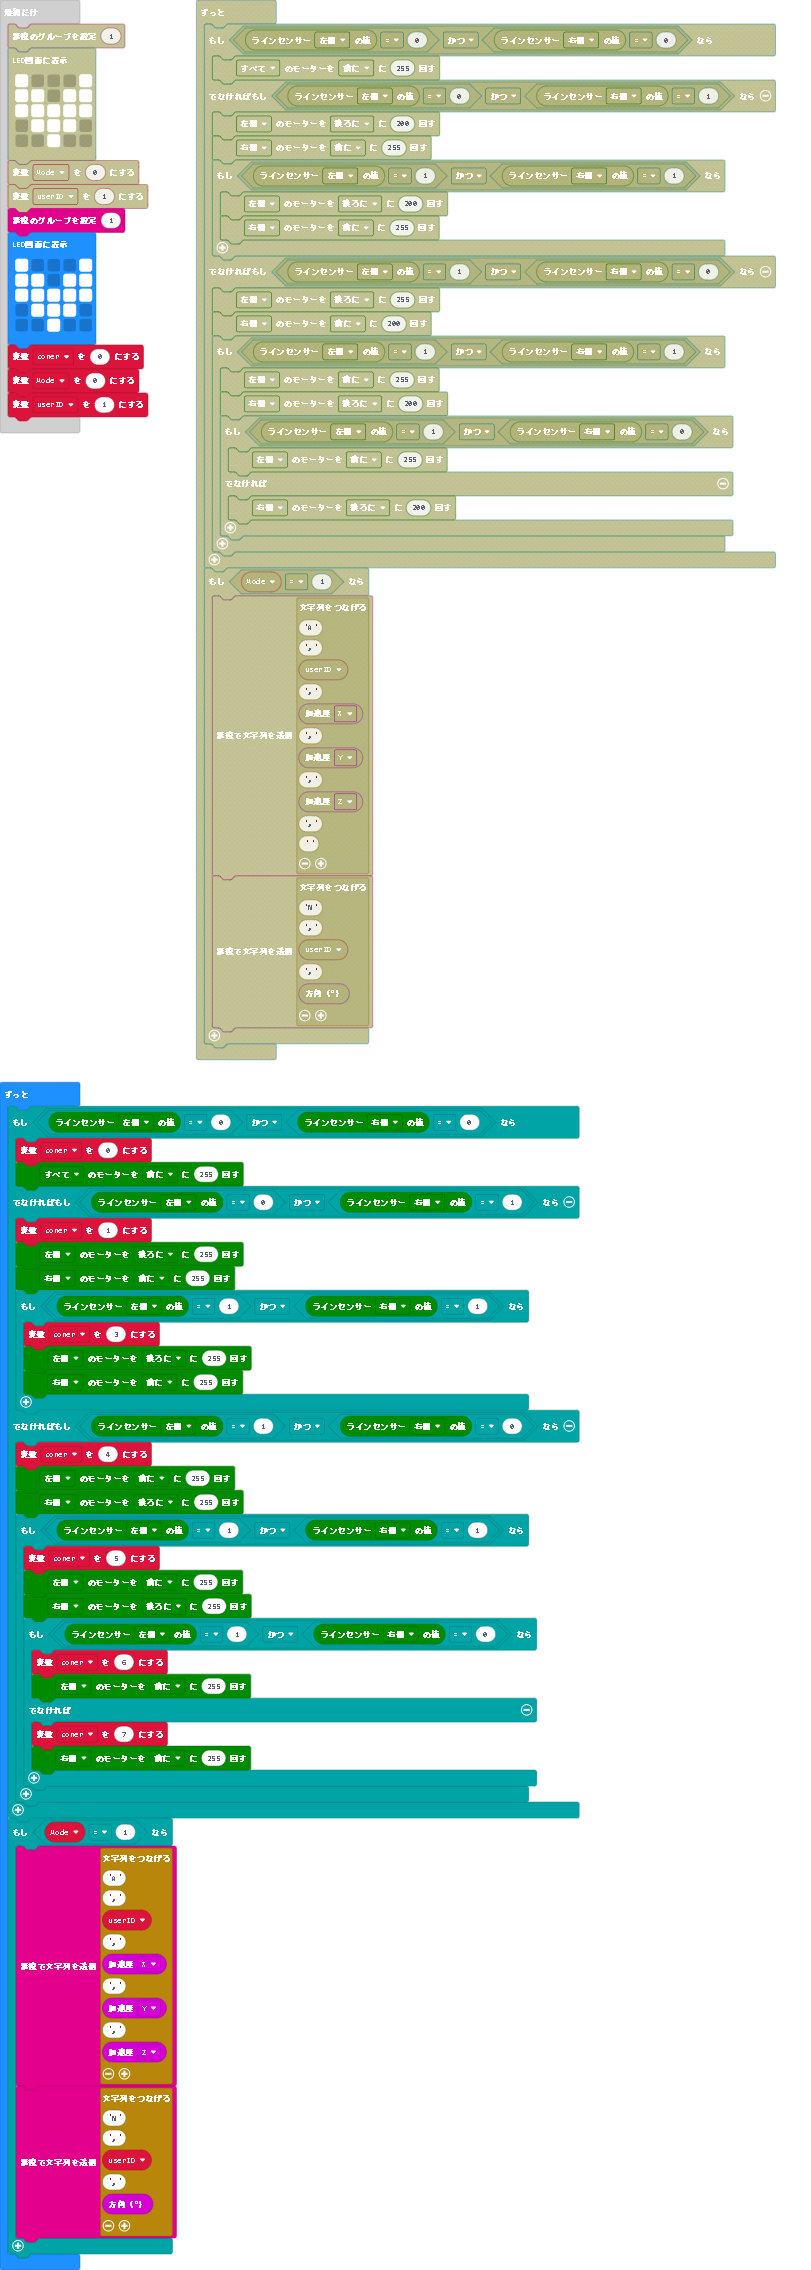 最初だけ
無線のグループを設定 1
LED画面に表示
変数 Mode を 0 にする
変数 userID を 1 にする
無線のグループを設定 1
LED画面に表示
変数 coner を 0 にする
変数 Mode を 0 にする
変数 userID を 1 にする
ずっと
もし ラインセンサー 左側 の値 = 0 かつ ラインセンサー 右側 の値 = 0 なら
すべて のモーターを 前に に 255 回す
でなければもし ラインセンサー 左側 の値 = 0 かつ ラインセンサー 右側 の値 = 1 なら
左側 のモーターを 後ろに に 200 回す
右側 のモーターを 前に に 255 回す
もし ラインセンサー 左側 の値 = 1 かつ ラインセンサー 右側 の値 = 1 なら
左側 のモーターを 後ろに に 200 回す
右側 のモーターを 前に に 255 回す
でなければもし ラインセンサー 左側 の値 = 1 かつ ラインセンサー 右側 の値 = 0 なら
左側 のモーターを 後ろに に 255 回す
右側 のモーターを 前に に 200 回す
もし ラインセンサー 左側 の値 = 1 かつ ラインセンサー 右側 の値 = 1 なら
左側 のモーターを 前に に 255 回す
右側 のモーターを 後ろに に 200 回す
もし ラインセンサー 左側 の値 = 1 かつ ラインセンサー 右側 の値 = 0 なら
左側 のモーターを 前に に 255 回す
でなければ
右側 のモーターを 後ろに に 200 回す
もし Mode = 1 なら
無線で文字列を送信
文字列をつなげる
"A"
","
userID
","
加速度 X
","
加速度 Y
","
加速度 Z
","
" "
無線で文字列を送信
文字列をつなげる
"N"
","
userID
","
方角 (°)
ずっと
もし ラインセンサー 左側 の値 = 0 かつ ラインセンサー 右側 の値 = 0 なら
変数 coner を 0 にする
すべて のモーターを 前に に 255 回す
でなければもし ラインセンサー 左側 の値 = 0 かつ ラインセンサー 右側 の値 = 1 なら
変数 coner を 1 にする
左側 のモーターを 後ろに に 255 回す
右側 のモーターを 前に に 255 回す
もし ラインセンサー 左側 の値 = 1 かつ ラインセンサー 右側 の値 = 1 なら
変数 coner を 3 にする
左側 のモーターを 後ろに に 255 回す
右側 のモーターを 前に に 255 回す
でなければもし ラインセンサー 左側 の値 = 1 かつ ラインセンサー 右側 の値 = 0 なら
変数 coner を 4 にする
左側 のモーターを 前に に 255 回す
右側 のモーターを 後ろに に 255 回す
もし ラインセンサー 左側 の値 = 1 かつ ラインセンサー 右側 の値 = 1 なら
変数 coner を 5 にする
左側 のモーターを 前に に 255 回す
右側 のモーターを 後ろに に 255 回す
もし ラインセンサー 左側 の値 = 1 かつ ラインセンサー 右側 の値 = 0 なら
変数 coner を 6 にする
左側 のモーターを 前に に 255 回す
でなければ
変数 coner を 7 にする
右側 のモーターを 前に に 255 回す
もし Mode = 1 なら
無線で文字列を送信
文字列をつなげる
"A"
","
userID
","
加速度 X
","
加速度 Y
","
加速度 Z
無線で文字列を送信
文字列をつなげる
"N"
","
userID
","
方角 (°)